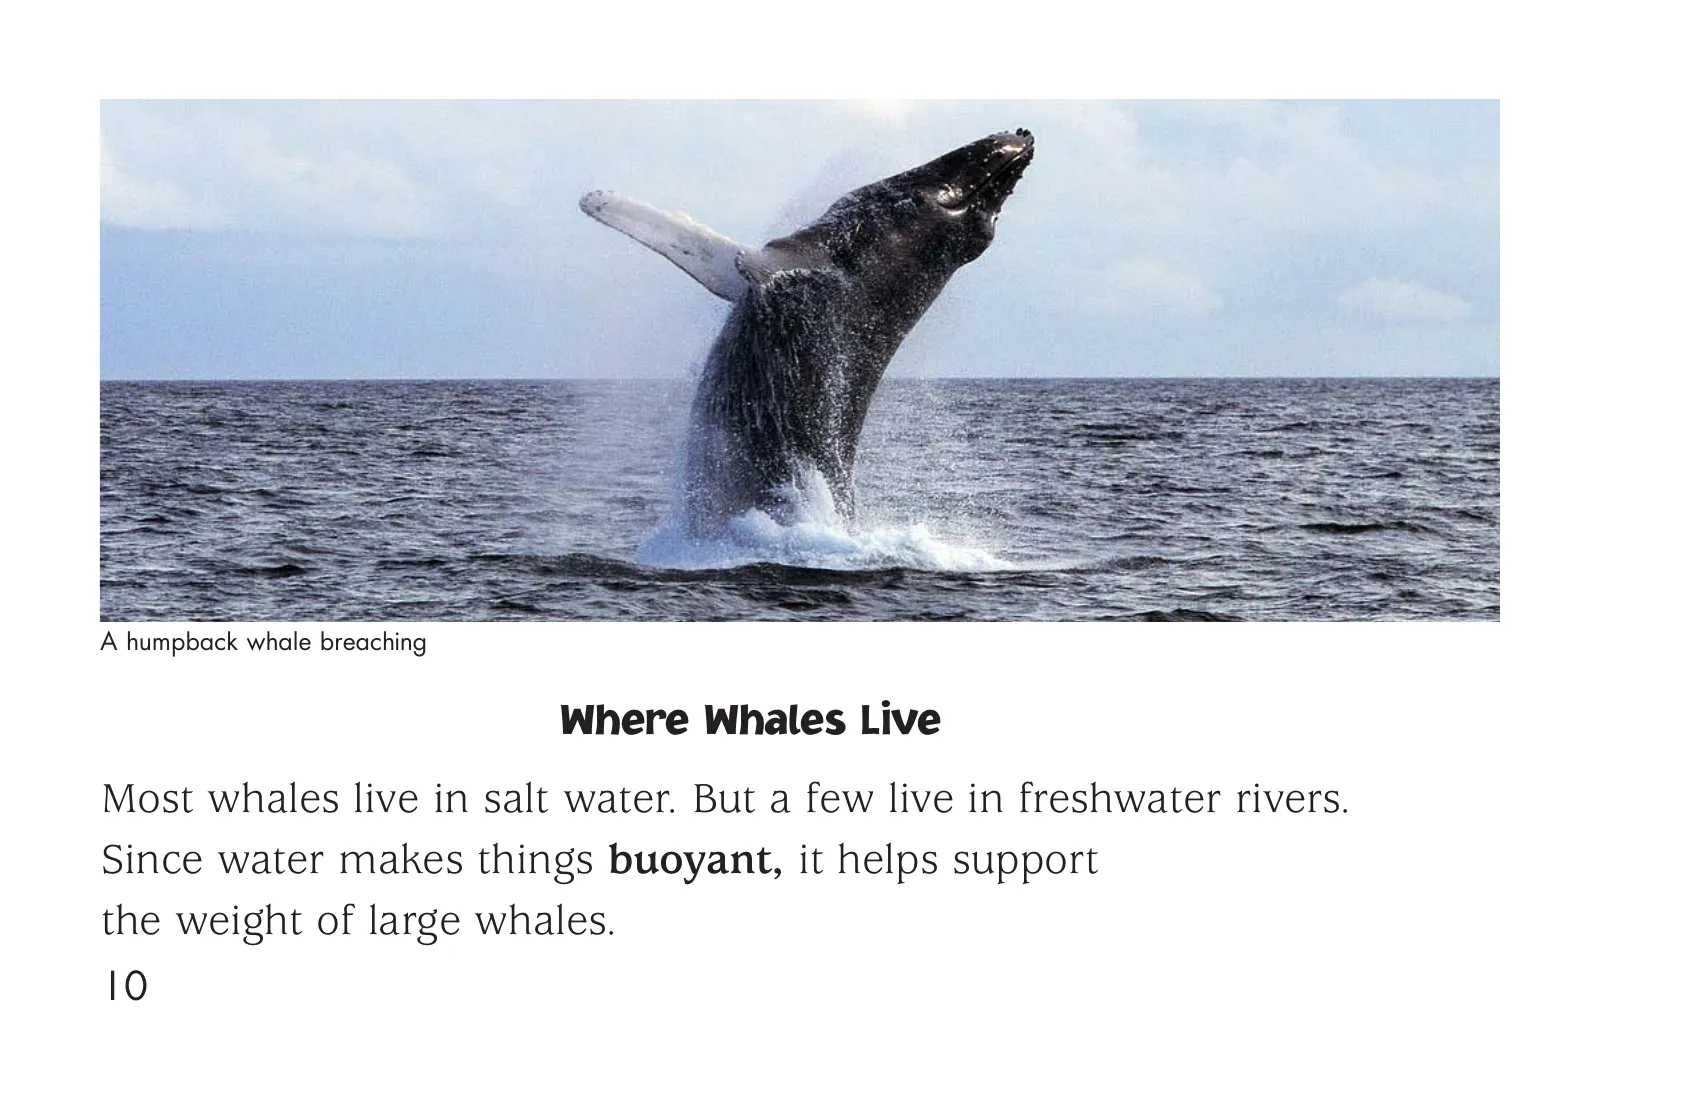 A humpback whale breaching
Where Whales Live
Most whales live in salt water. But a few live in freshwater rivers.
Since water makes things buoyant, it helps support
the weight of large whales.
10